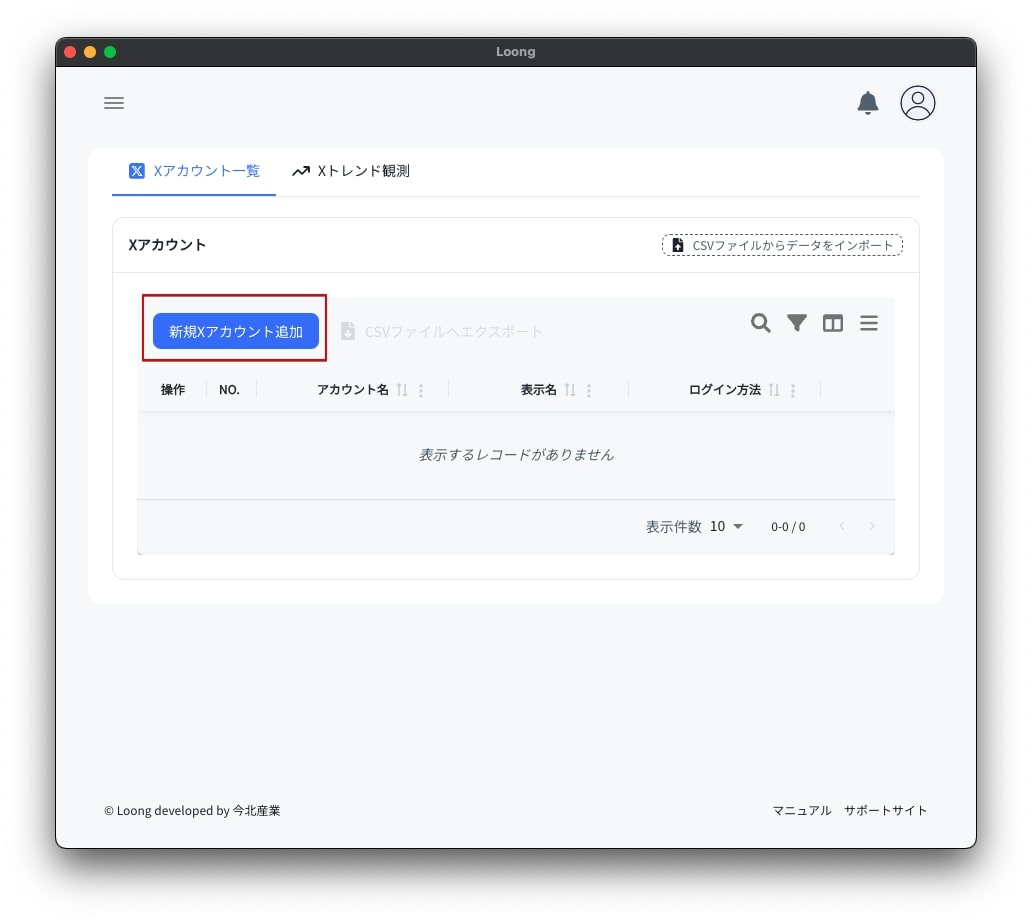 Loong
Xアカウント一覧 Xトレンド観測
Xアカウント CSVファイルからデータをインポート
新規Xアカウント追加 CSVファイルへエクスポート
操作 NO. アカウント名 表示名 ログイン方法
表示するレコードがありません
表示件数 10 0-0 / 0
© Loong developed by 今北産業 マニュアル サポートサイト